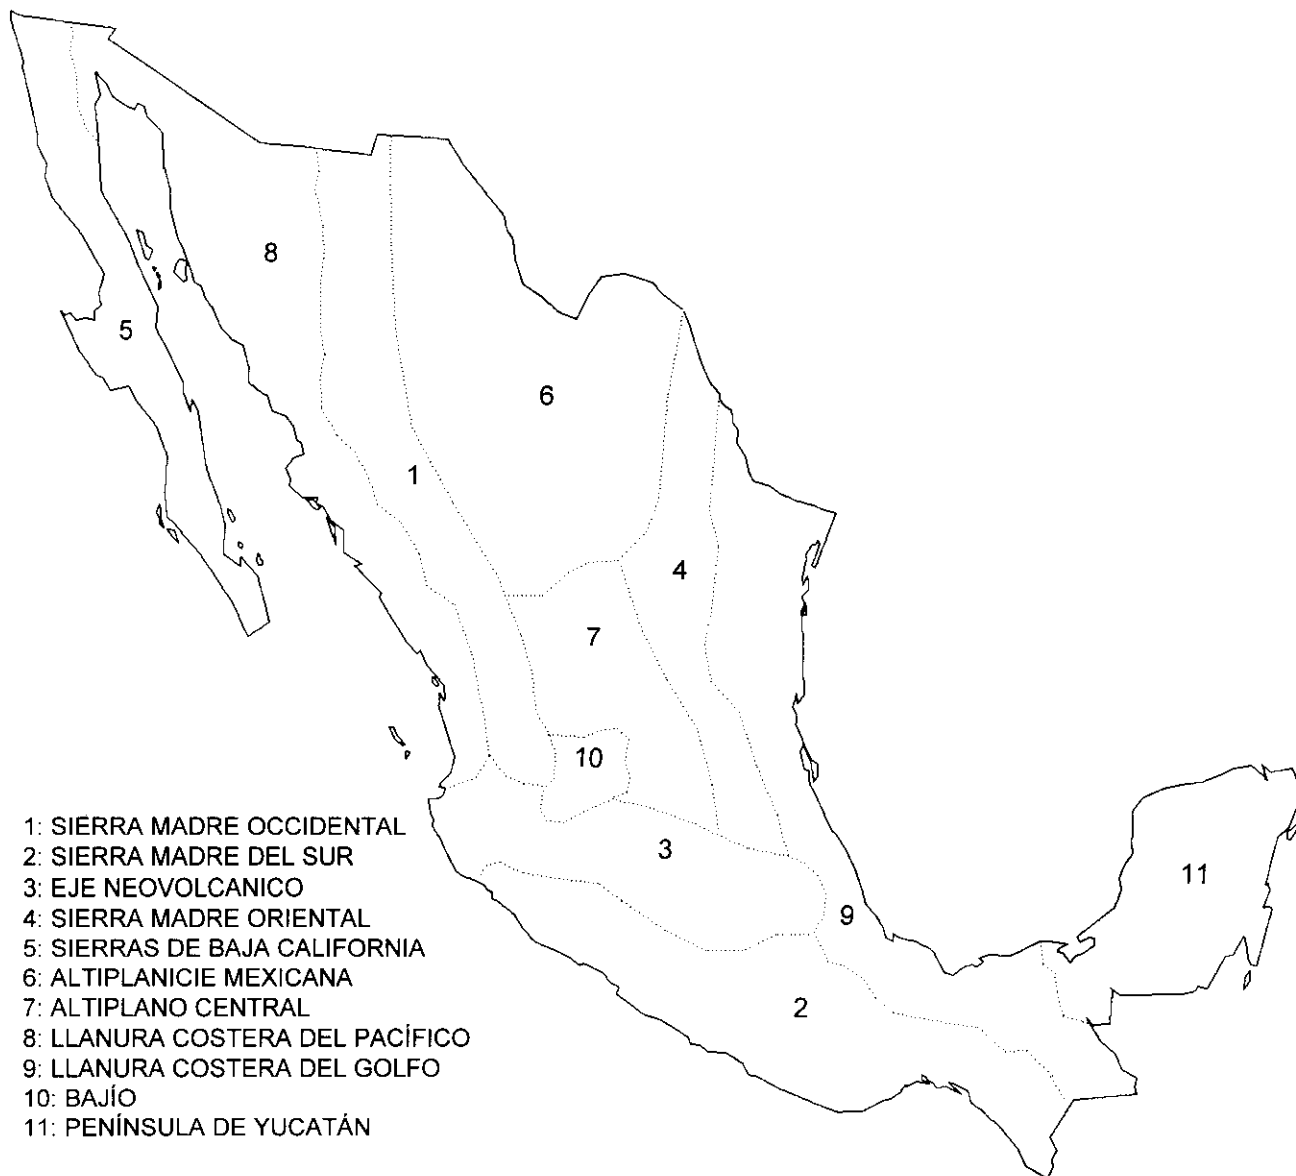 8
5
6
1
4
7
10
3
11
9
2
1: SIERRA MADRE OCCIDENTAL
2: SIERRA MADRE DEL SUR
3: EJE NEOVOLCANICO
4: SIERRA MADRE ORIENTAL
5: SIERRAS DE BAJA CALIFORNIA
6: ALTIPLANICIE MEXICANA
7: ALTIPLANO CENTRAL
8: LLANURA COSTERA DEL PACÍFICO
9: LLANURA COSTERA DEL GOLFO
10: BAJÍO
11: PENÍNSULA DE YUCATÁN